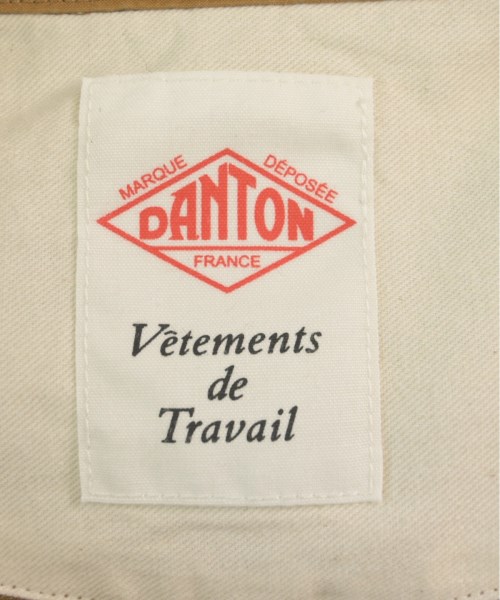 MARQUE DÉPOSÉE
DANTON
FRANCE
Vêtements
de
Travail